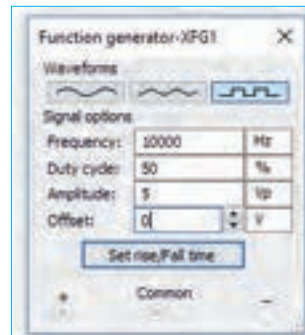 Function generator-XFG1
Waveforms
Signal options
Frequency: 10000 Hz
Duty cycle: 50 %
Amplitude: 5 Vp
Offset: 0 V
Set rise/Fall time
+ Common -